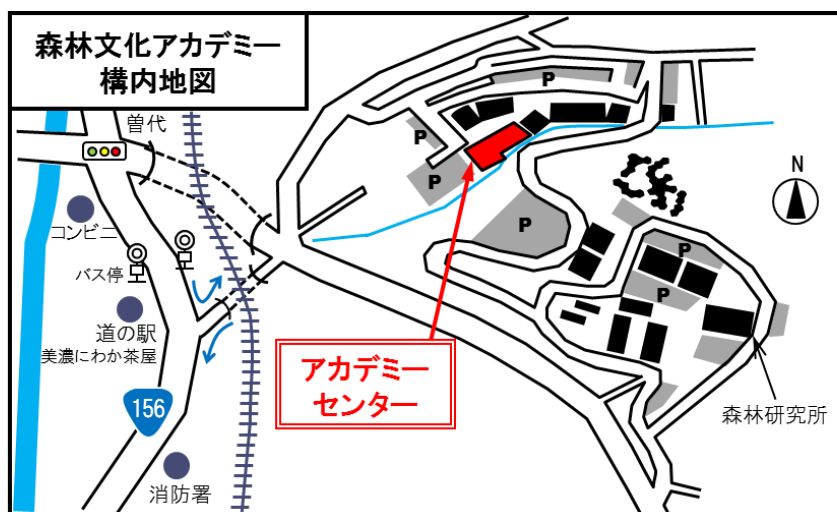 森林文化アカデミー
構内地図
曽代
コンビニ
バス停
道の駅
美濃にわか茶屋
156
消防署
P
P
P
P
P
P
N
アカデミー
センター
森林研究所